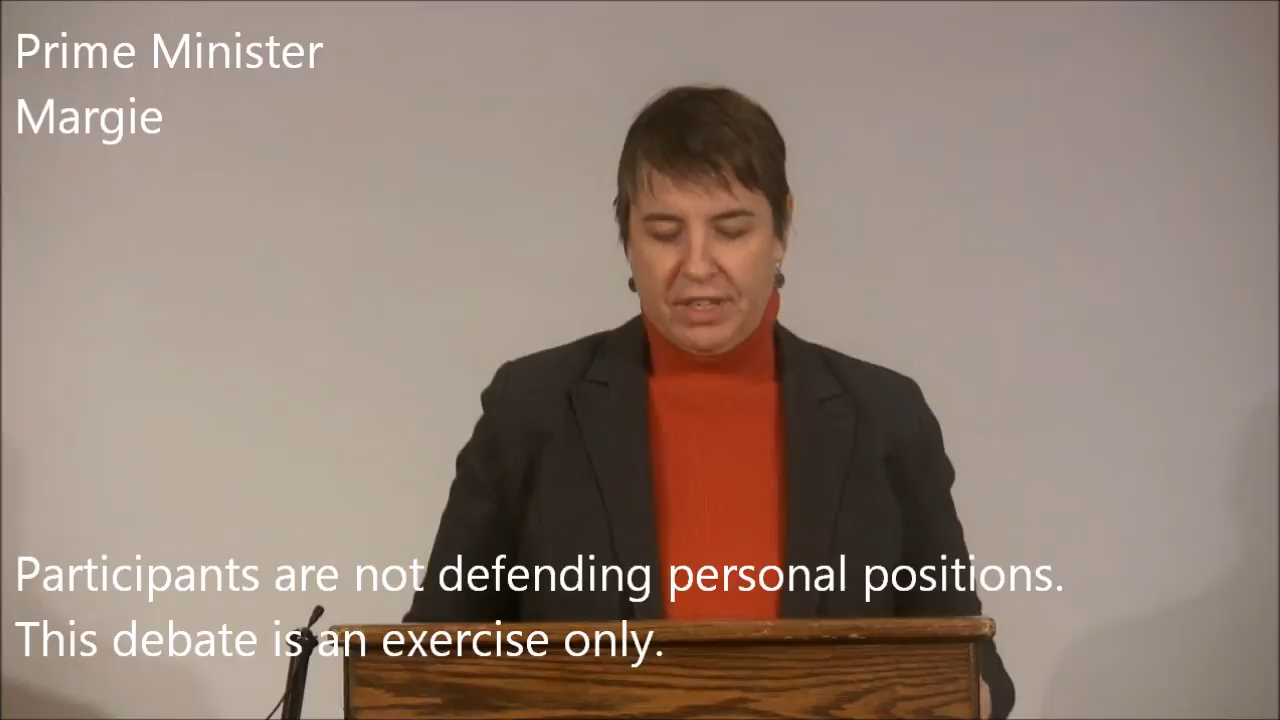 Prime Minister
Margie
Participants are not defending personal positions.
This debate is an exercise only.